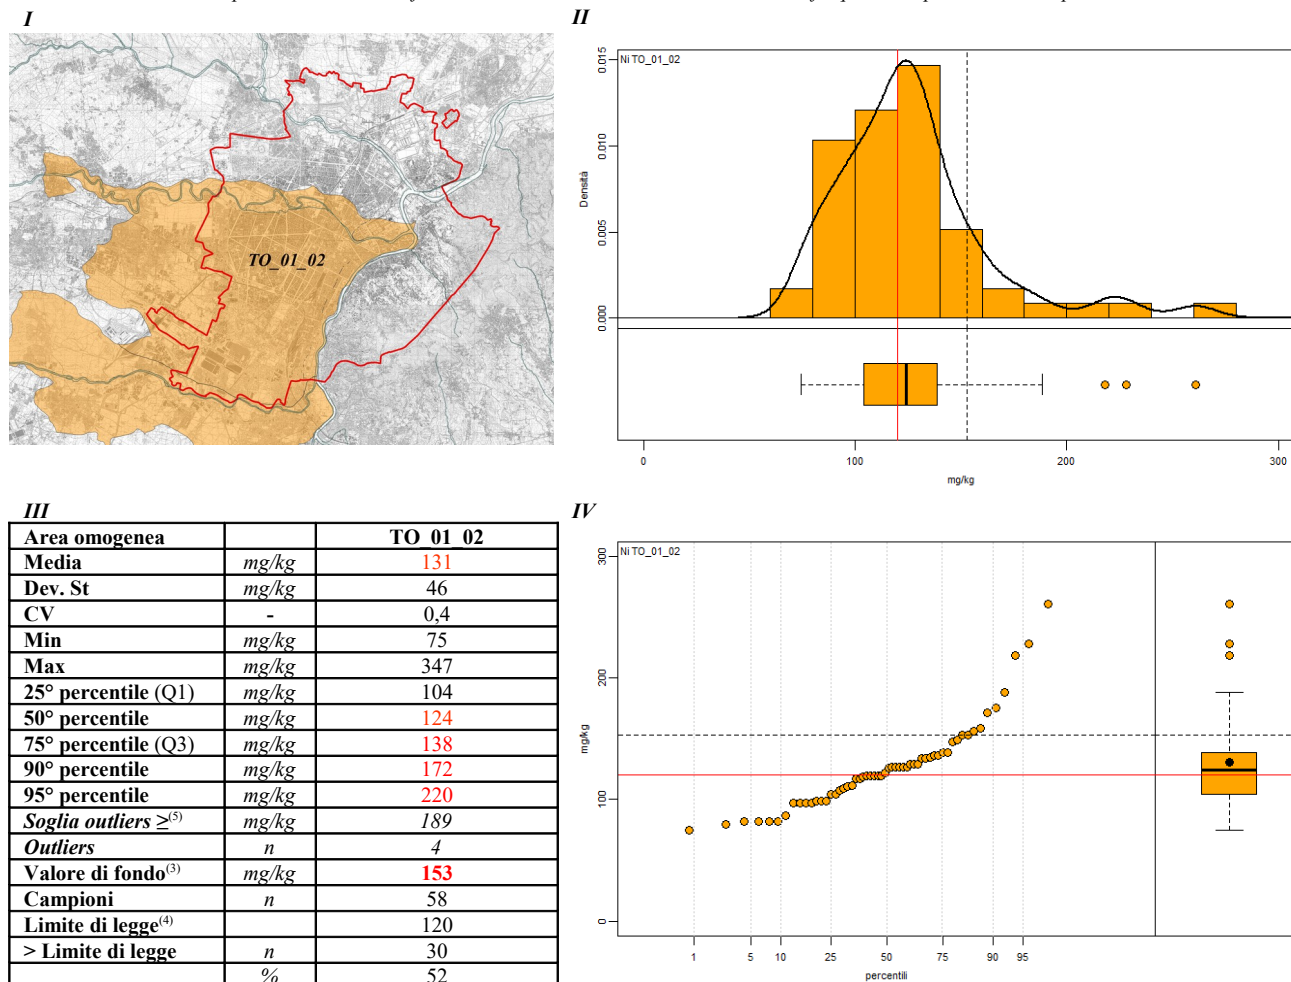 I
II
TO_01_02
Ni TO_01_02
0.015
0.010
0.005
0.000
Densità
0
100
200
300
mg/kg
III
Area omogenea TO_01_02
Media mg/kg 131
Dev. St mg/kg 46
CV - 0,4
Min mg/kg 75
Max mg/kg 347
25° percentile (Q1) mg/kg 104
50° percentile mg/kg 124
75° percentile (Q3) mg/kg 138
90° percentile mg/kg 172
95° percentile mg/kg 220
Soglia outliers ≥(5) mg/kg 189
Outliers n 4
Valore di fondo(3) mg/kg 153
Campioni n 58
Limite di legge(4) 120
> Limite di legge n 30
% 52
IV
Ni TO_01_02
300
200
100
0
mg/kg
1
5
10
25
50
75
90
95
percentili